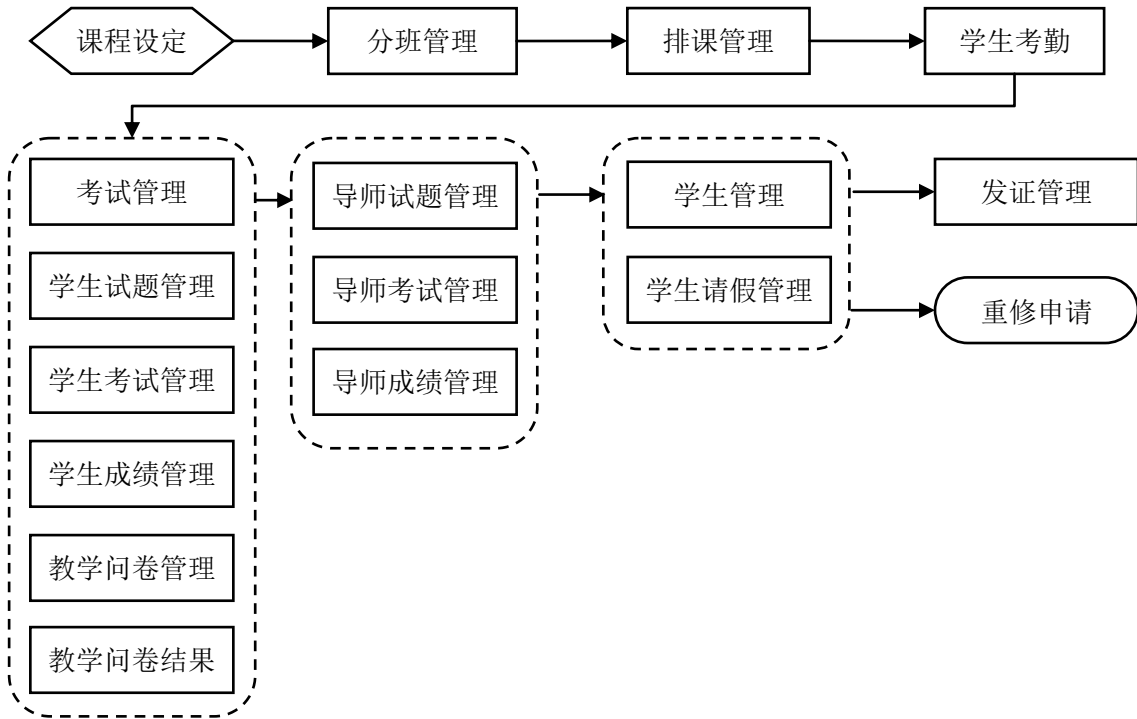 课程设定
分班管理
排课管理
学生考勤
考试管理
学生试题管理
学生考试管理
学生成绩管理
教学问卷管理
教学问卷结果
导师试题管理
导师考试管理
导师成绩管理
学生管理
学生请假管理
发证管理
重修申请